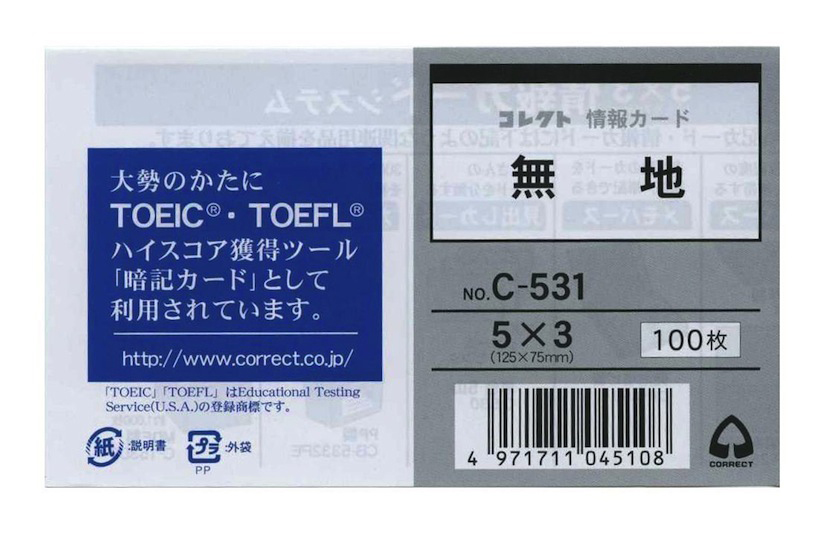 大勢のかたに
TOEIC®・TOEFL®
ハイスコア獲得ツール
「暗記カード」として
利用されています。
http://www.correct.co.jp/
「TOEIC」「TOEFL」はEducational Testing
Service(U.S.A.)の登録商標です。
紙:説明書
プラ:外袋
PP
コレクト 情報カード
無 地
NO.C-531
5×3
(125×75mm)
100枚
4 971711 045108
CORRECT